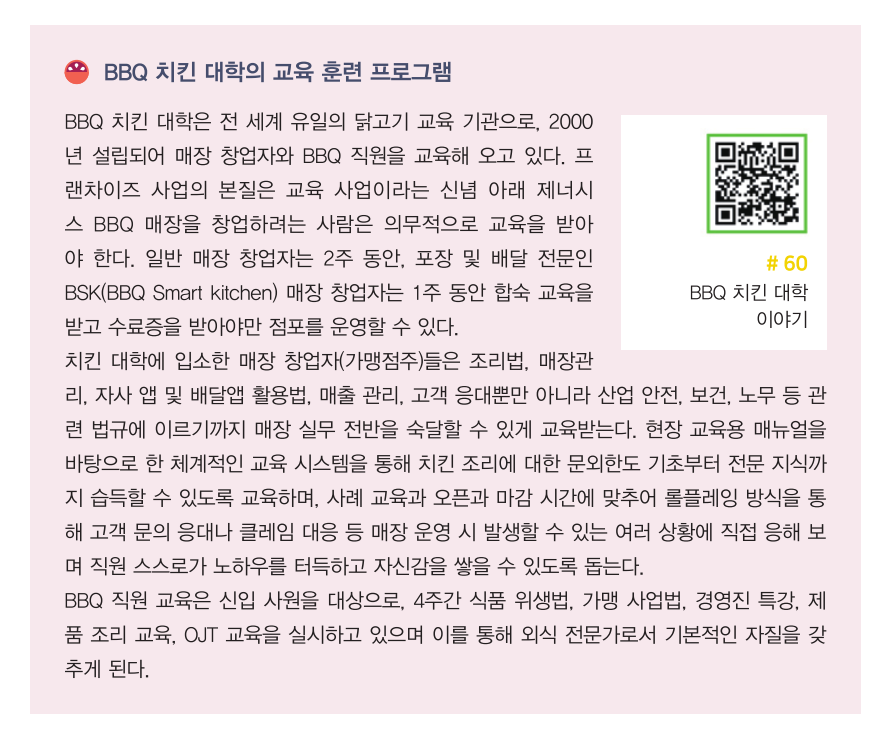 BBQ 치킨 대학의 교육 훈련 프로그램
BBQ 치킨 대학은 전 세계 유일의 닭고기 교육 기관으로, 2000
년 설립되어 매장 창업자와 BBQ 직원을 교육해 오고 있다. 프
랜차이즈 사업의 본질은 교육 사업이라는 신념 아래 제너시
스 BBQ 매장을 창업하려는 사람은 의무적으로 교육을 받아
야 한다. 일반 매장 창업자는 2주 동안, 포장 및 배달 전문인
BSK(BBQ Smart kitchen) 매장 창업자는 1주 동안 합숙 교육을
받고 수료증을 받아야만 점포를 운영할 수 있다.
치킨 대학에 입소한 매장 창업자(가맹점주)들은 조리법, 매장관
리, 자사 앱 및 배달앱 활용법, 매출 관리, 고객 응대뿐만 아니라 산업 안전, 보건, 노무 등 관
련 법규에 이르기까지 매장 실무 전반을 숙달할 수 있게 교육받는다. 현장 교육용 매뉴얼을
바탕으로 한 체계적인 교육 시스템을 통해 치킨 조리에 대한 문외한도 기초부터 전문 지식까
지 습득할 수 있도록 교육하며, 사례 교육과 오픈과 마감 시간에 맞추어 롤플레잉 방식을 통
해 고객 문의 응대나 클레임 대응 등 매장 운영 시 발생할 수 있는 여러 상황에 직접 응해 보
며 직원 스스로가 노하우를 터득하고 자신감을 쌓을 수 있도록 돕는다.
BBQ 직원 교육은 신입 사원을 대상으로, 4주간 식품 위생법, 가맹 사업법, 경영진 특강, 제
품 조리 교육, OJT 교육을 실시하고 있으며 이를 통해 외식 전문가로서 기본적인 자질을 갖
추게 된다.
# 60
BBQ 치킨 대학
이야기